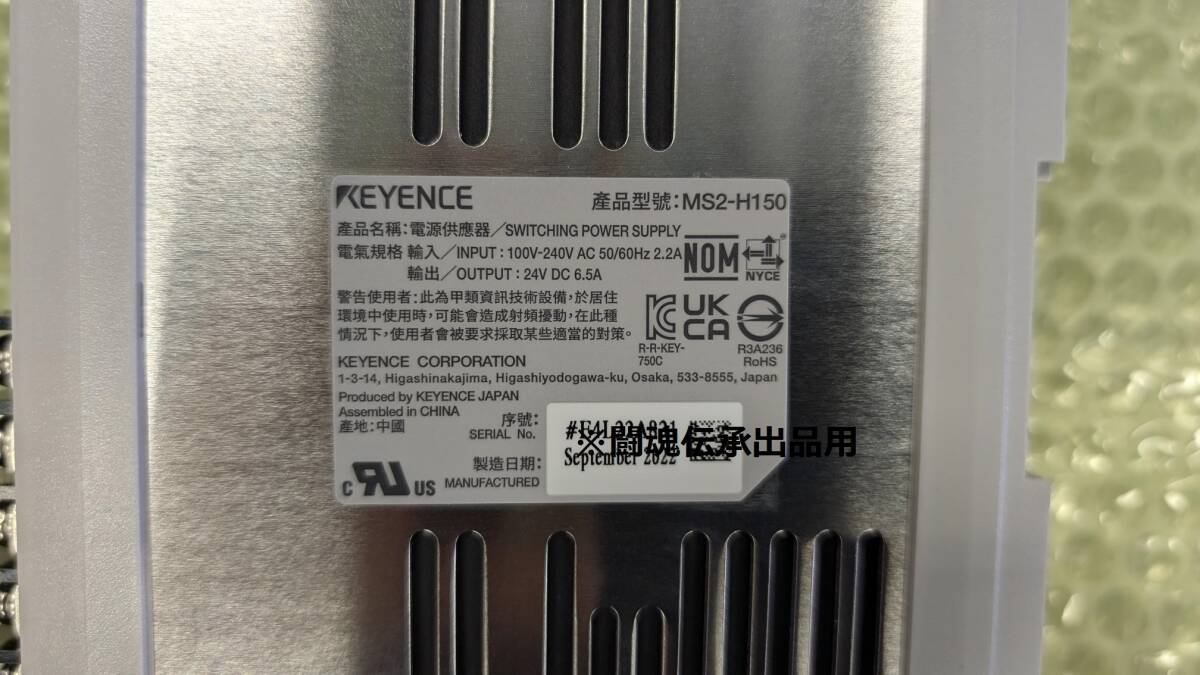 KEYENCE
產品型號：MS2-H150
產品名稱：電源供應器／SWITCHING POWER SUPPLY
電氣規格 輸入／INPUT：100V-240V AC 50/60Hz 2.2A
輸出／OUTPUT：24V DC 6.5A
NOM
NYCE
警告使用者：此為甲類資訊技術設備，於居住
環境中使用時，可能會造成射頻擾動，在此種
情況下，使用者會被要求採取某些適當的對策。
KC
UK
CA
R-R-KEY-
750C
R3A236
RoHS
KEYENCE CORPORATION
1-3-14, Higashinakajima, Higashiyodogawa-ku, Osaka, 533-8555, Japan
Produced by KEYENCE JAPAN
Assembled in CHINA
產地：中國
序號：
SERIAL No.
※闘魂伝承出品用
製造日期：
MANUFACTURED
September 2022
C RU US